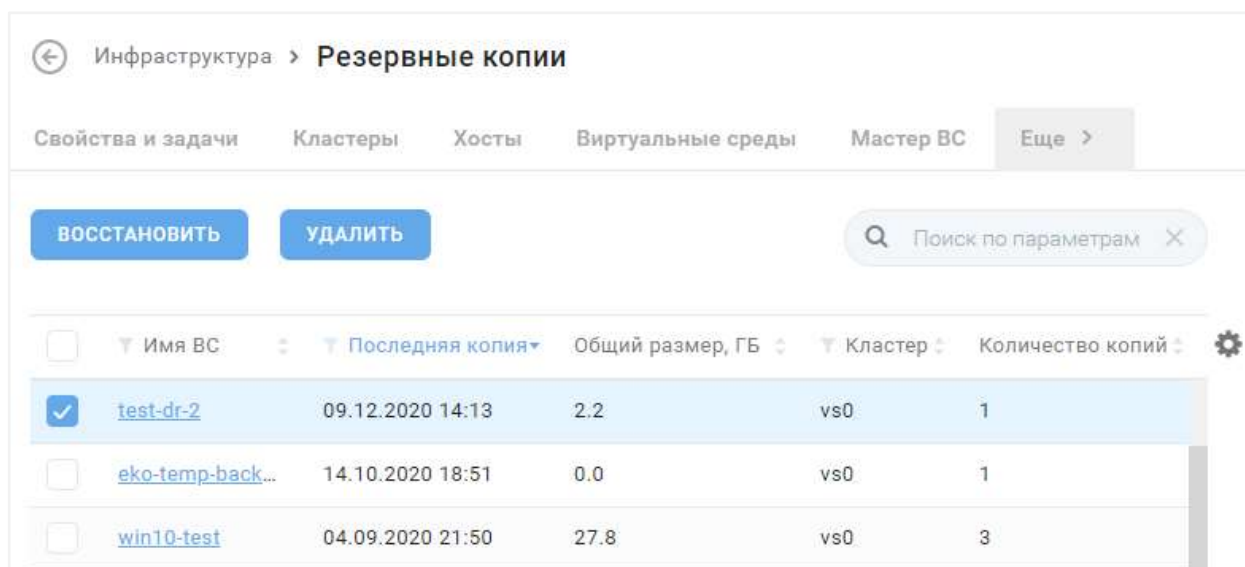 Инфраструктура > Резервные копии
Свойства и задачи Кластеры Хосты Виртуальные среды Мастер ВС Еще >
ВОССТАНОВИТЬ УДАЛИТЬ Поиск по параметрам
Имя ВС Последняя копия Общий размер, ГБ Кластер Количество копий
test-dr-2 09.12.2020 14:13 2.2 vs0 1
eko-temp-back... 14.10.2020 18:51 0.0 vs0 1
win10-test 04.09.2020 21:50 27.8 vs0 3